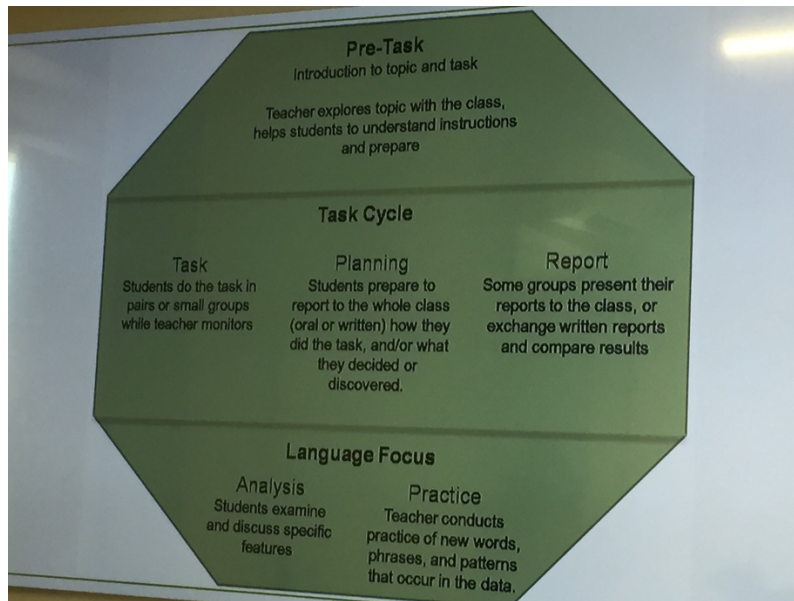 Pre-Task
Introduction to topic and task
Teacher explores topic with the class,
helps students to understand instructions
and prepare
Task Cycle
Task
Students do the task in
pairs or small groups
while teacher monitors
Planning
Students prepare to
report to the whole class
(oral or written) how they
did the task, and/or what
they decided or
discovered.
Report
Some groups present their
reports to the class, or
exchange written reports
and compare results
Language Focus
Analysis
Students examine
and discuss specific
features
Practice
Teacher conducts
practice of new words,
phrases, and patterns
that occur in the data.